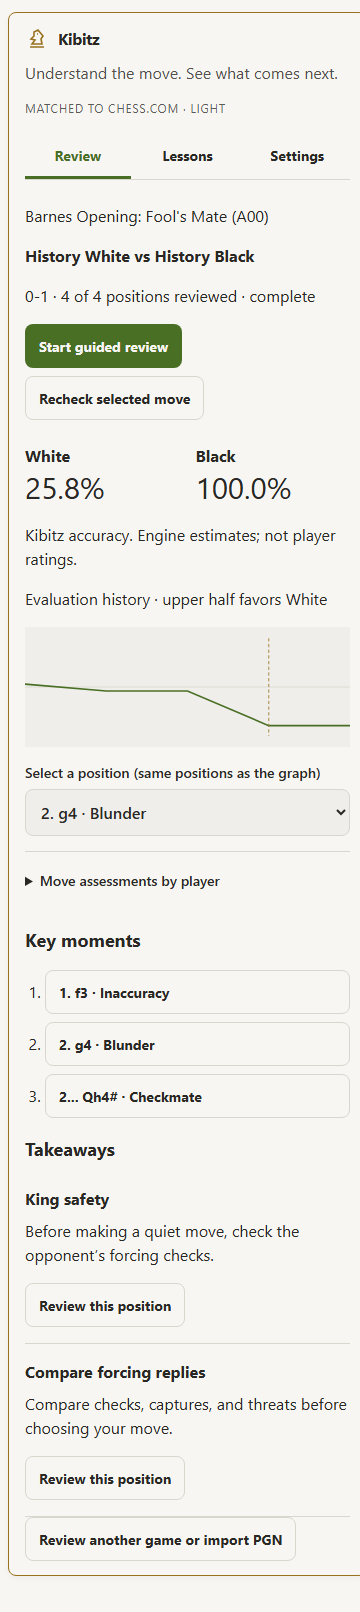 Kibitz
Understand the move. See what comes next.
MATCHED TO CHESS.COM · LIGHT
Review Lessons Settings
Barnes Opening: Fool's Mate (A00)
History White vs History Black
0-1 · 4 of 4 positions reviewed · complete
Start guided review
Recheck selected move
White Black
25.8% 100.0%
Kibitz accuracy. Engine estimates; not player
ratings.
Evaluation history · upper half favors White
Select a position (same positions as the graph)
2. g4 · Blunder
Move assessments by player
Key moments
1. 1. f3 · Inaccuracy
2. 2. g4 · Blunder
3. 2... Qh4# · Checkmate
Takeaways
King safety
Before making a quiet move, check the
opponent's forcing checks.
Review this position
Compare forcing replies
Compare checks, captures, and threats before
choosing your move.
Review this position
Review another game or import PGN